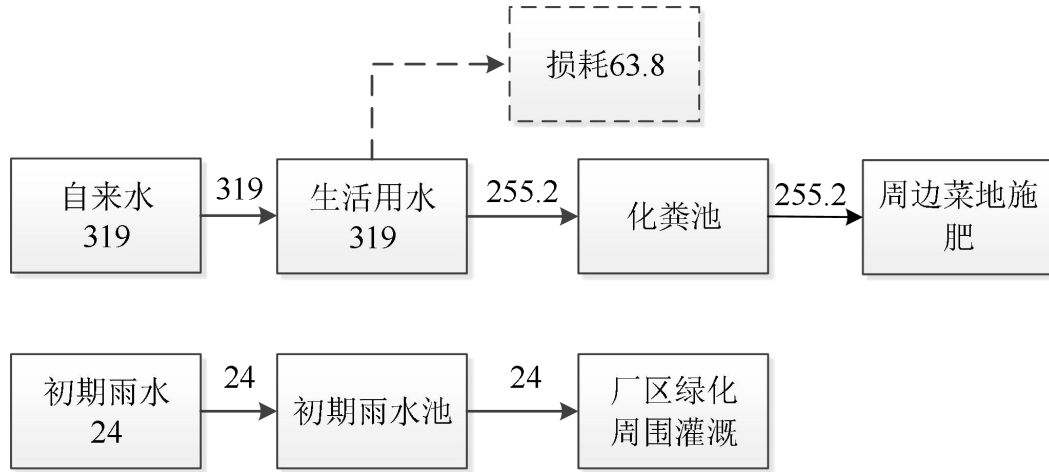 损耗63.8
自来水
319
319
生活用水
319
255.2
化粪池
255.2
周边菜地施
肥
初期雨水
24
24
初期雨水池
24
厂区绿化
周围灌溉